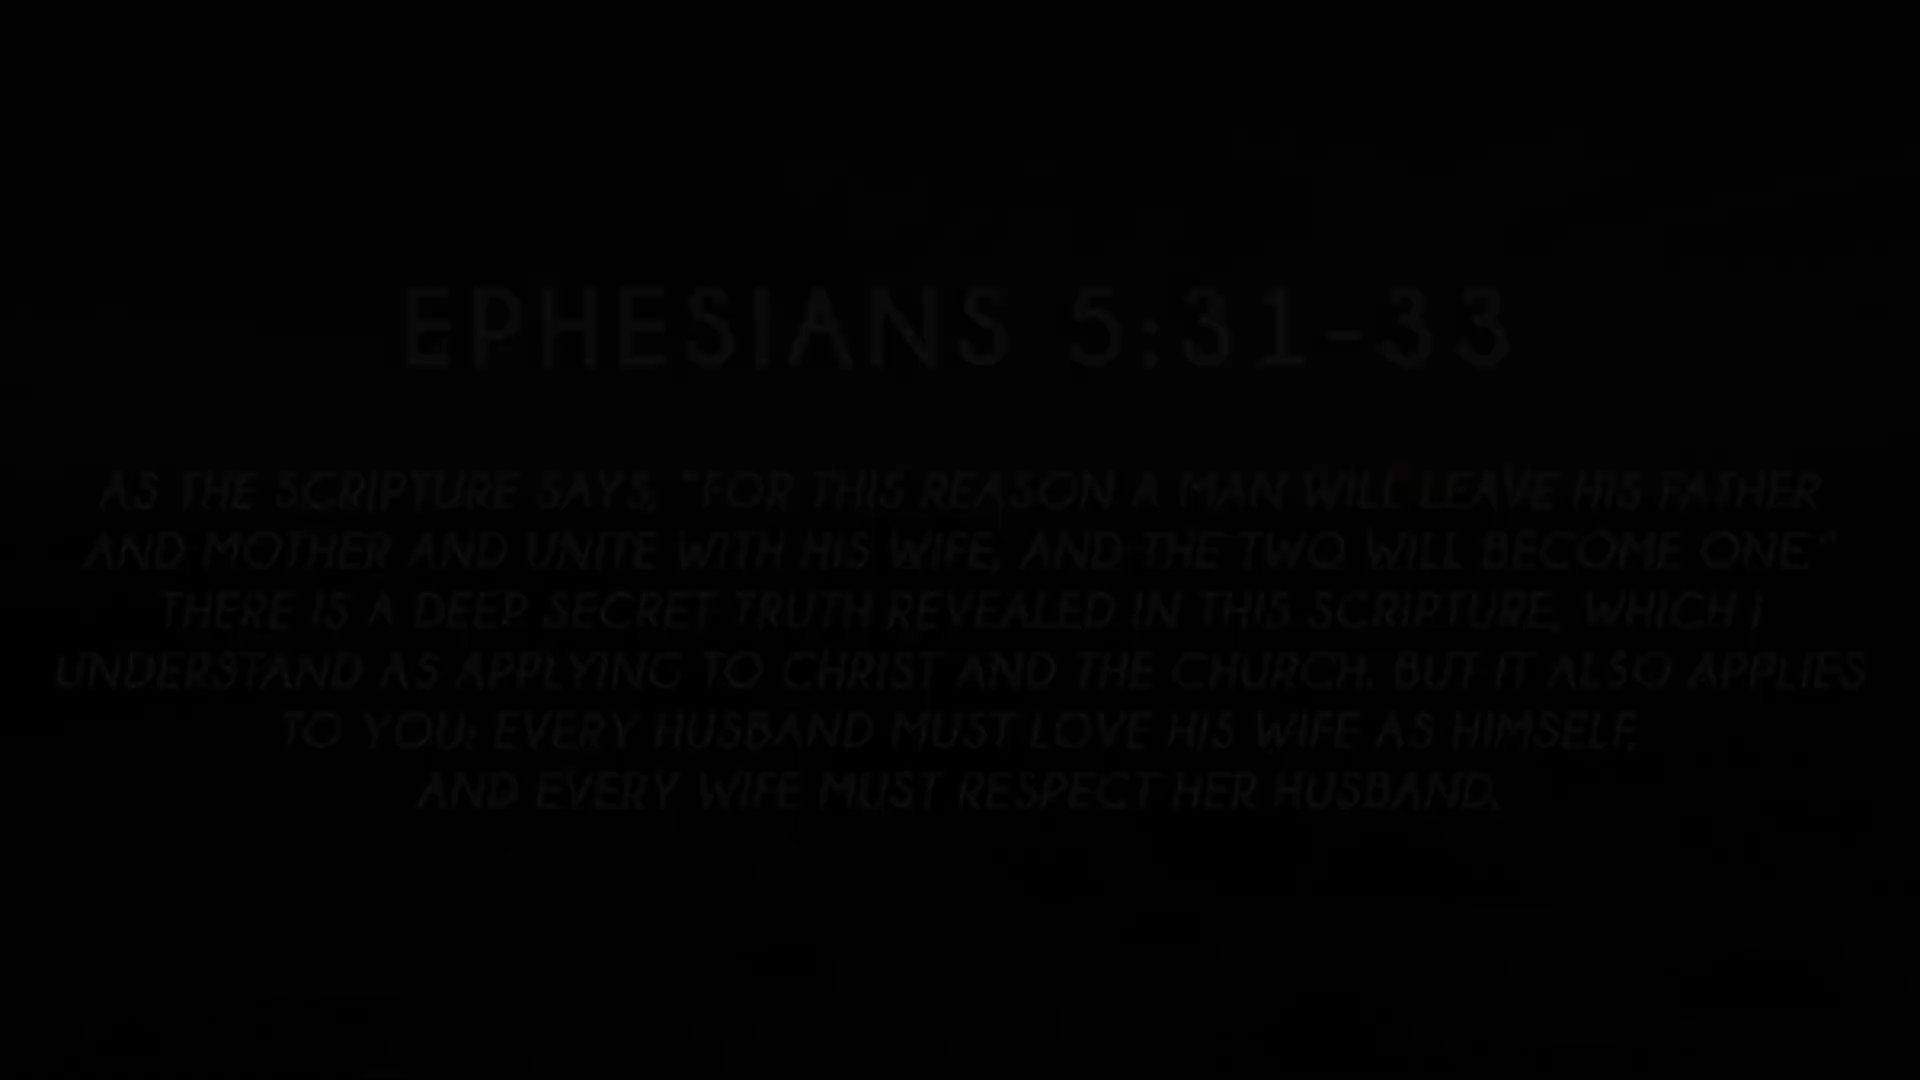 EPHESIANS 5:31-33
AS THE SCRIPTURE SAYS, "FOR THIS REASON A MAN WILL LEAVE HIS FATHER
AND MOTHER AND UNITE WITH HIS WIFE, AND THE TWO WILL BECOME ONE."
THERE IS A DEEP SECRET TRUTH REVEALED IN THIS SCRIPTURE, WHICH I
UNDERSTAND AS APPLYING TO CHRIST AND THE CHURCH. BUT IT ALSO APPLIES
TO YOU: EVERY HUSBAND MUST LOVE HIS WIFE AS HIMSELF,
AND EVERY WIFE MUST RESPECT HER HUSBAND.